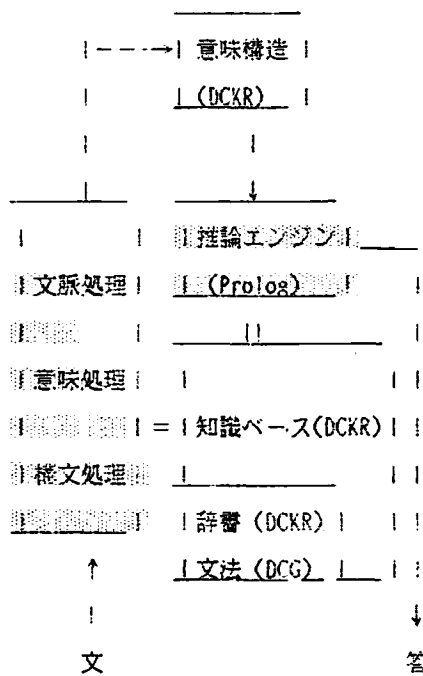 意味構造
(DCKR)
推論エンジン
文脈処理
(Prolog)
意味処理
知識ベース(DCKR)
構文処理
辞書 (DCKR)
文法 (DCG)
文
答